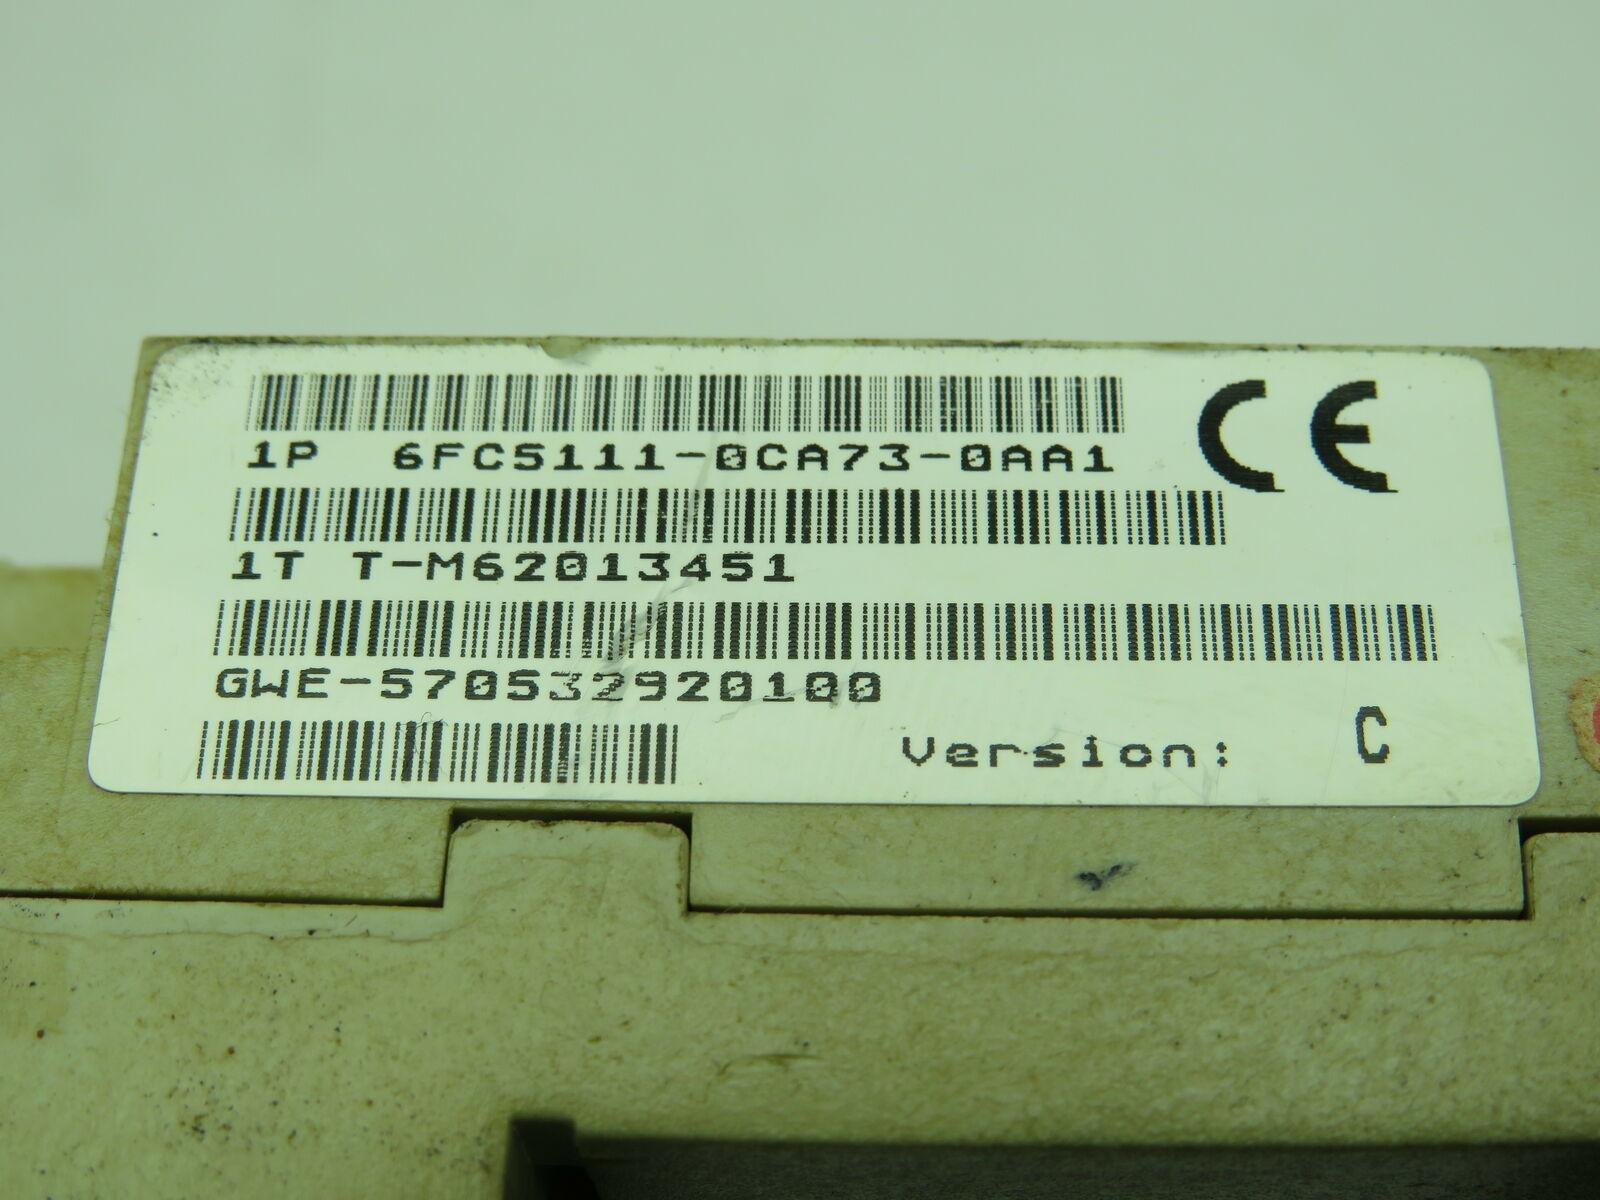 1P 6FC5111-0CA73-0AA1
CE
1T T-M62013451
GWE-570532920100
Version: C